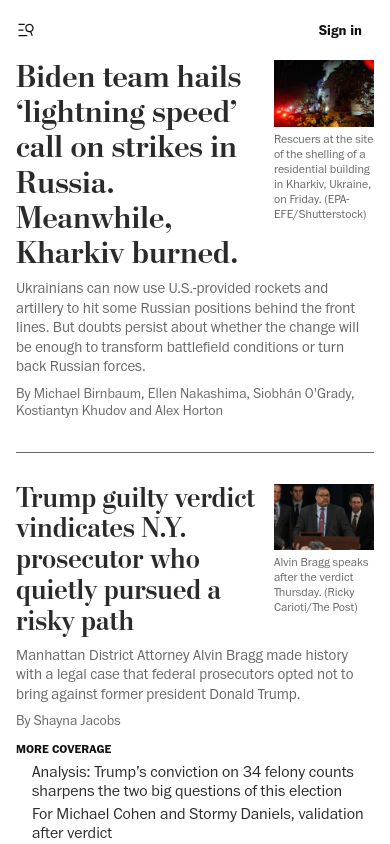 Sign in
Biden team hails
‘lightning speed’
call on strikes in
Russia.
Meanwhile,
Kharkiv burned.
Rescuers at the site
of the shelling of a
residential building
in Kharkiv, Ukraine,
on Friday. (EPA-
EFE/Shutterstock)
Ukrainians can now use U.S.-provided rockets and
artillery to hit some Russian positions behind the front
lines. But doubts persist about whether the change will
be enough to transform battlefield conditions or turn
back Russian forces.
By Michael Birnbaum, Ellen Nakashima, Siobhán O'Grady,
Kostiantyn Khudov and Alex Horton
Trump guilty verdict
vindicates N.Y.
prosecutor who
quietly pursued a
risky path
Alvin Bragg speaks
after the verdict
Thursday. (Ricky
Carioti/The Post)
Manhattan District Attorney Alvin Bragg made history
with a legal case that federal prosecutors opted not to
bring against former president Donald Trump.
By Shayna Jacobs
MORE COVERAGE
Analysis: Trump’s conviction on 34 felony counts
sharpens the two big questions of this election
For Michael Cohen and Stormy Daniels, validation
after verdict